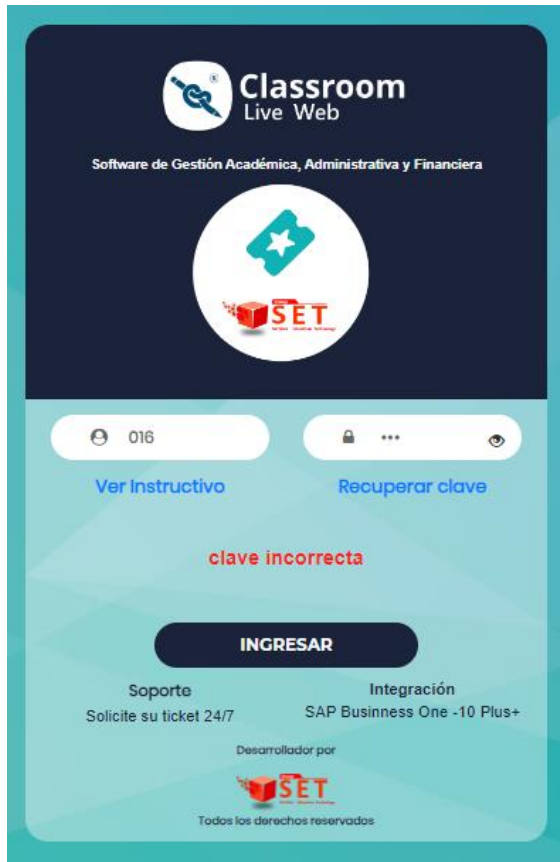 Classroom
Live Web
Software de Gestión Académica, Administrativa y Financiera
SET
016
•••
Ver Instructivo
Recuperar clave
clave incorrecta
INGRESAR
Soporte
Integración
Solicite su ticket 24/7
SAP Businness One -10 Plus+
Desarrollador por
SET
Todos los derechos reservados